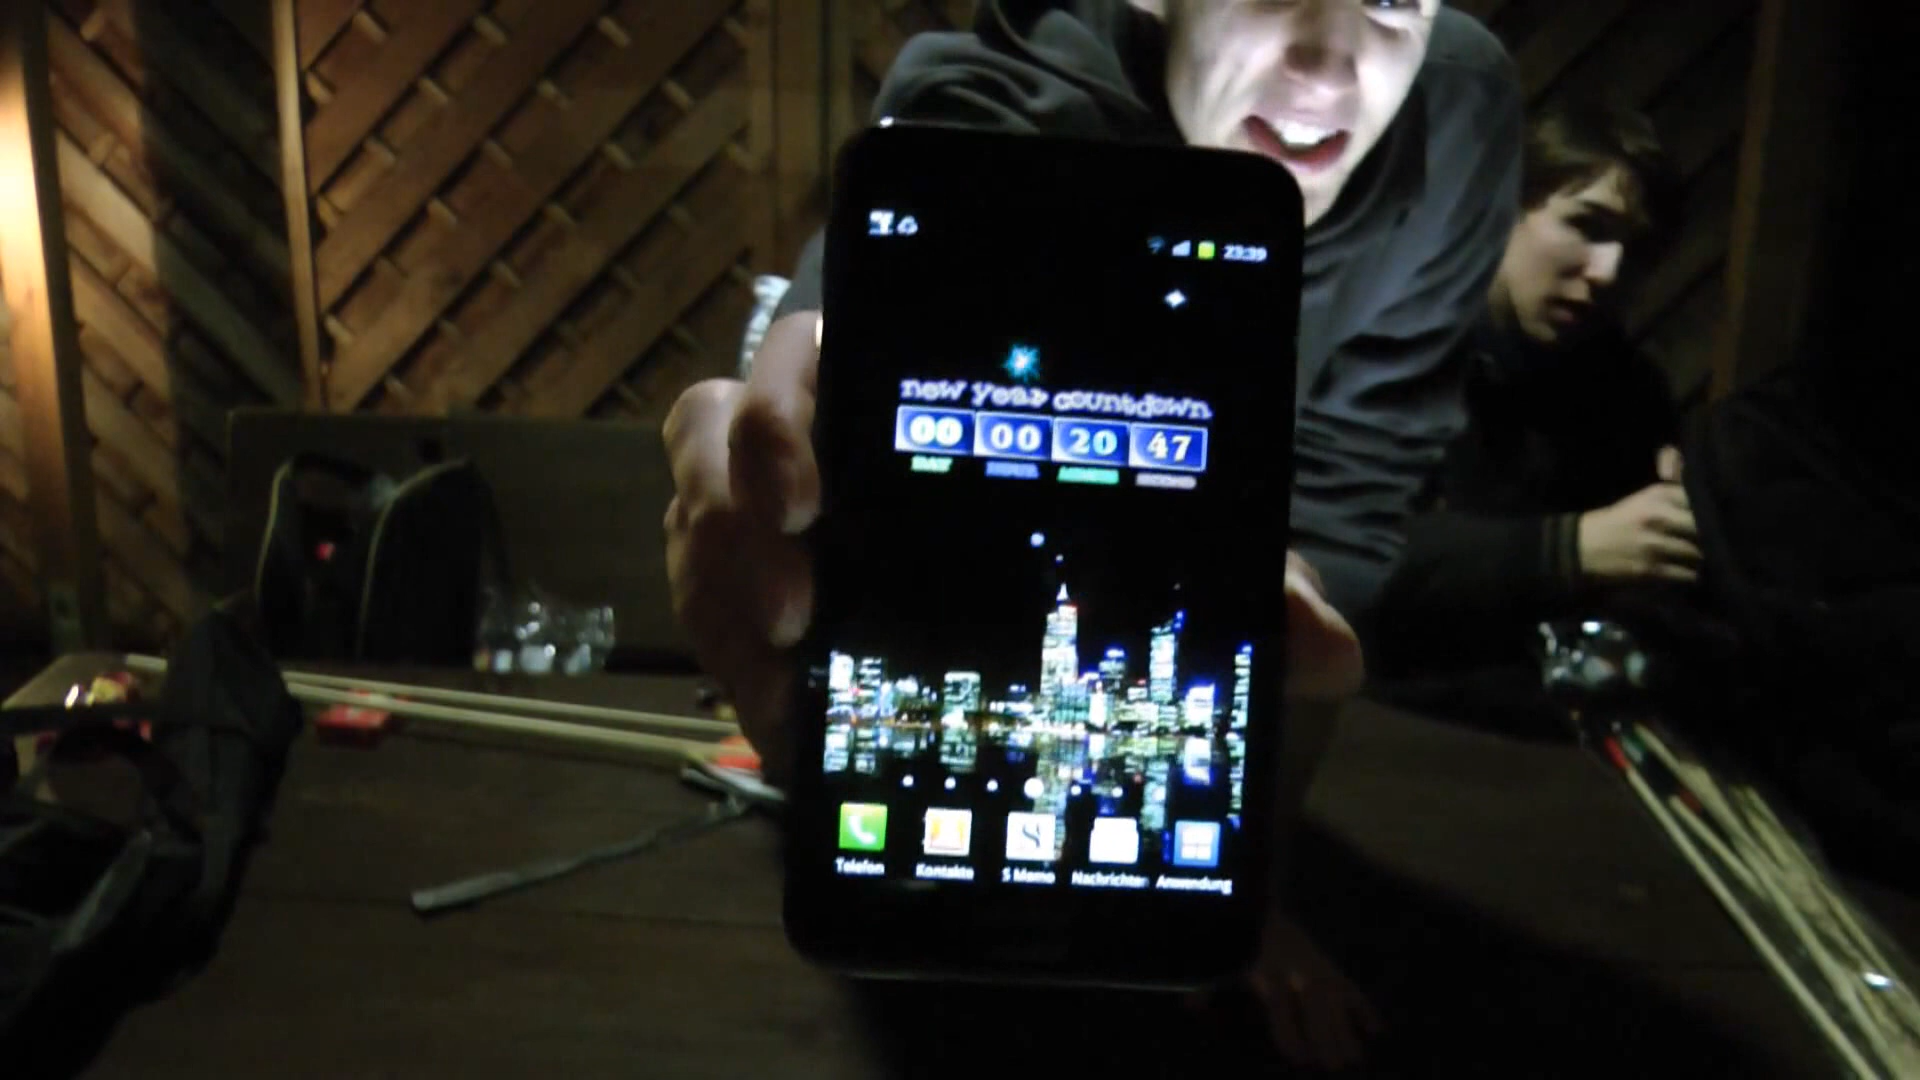 23:39
new year countdown
00 00 20 47
Telefon Kontakte S Memo Nachrichten Anwendung